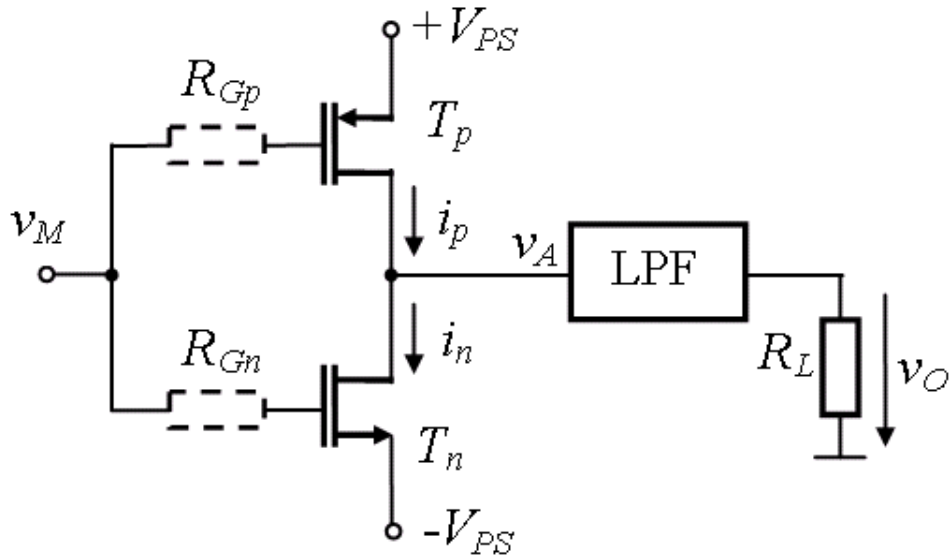 +V_PS
R_Gp
T_p
v_M
i_p
v_A
LPF
R_Gn
i_n
R_L
v_O
T_n
-V_PS